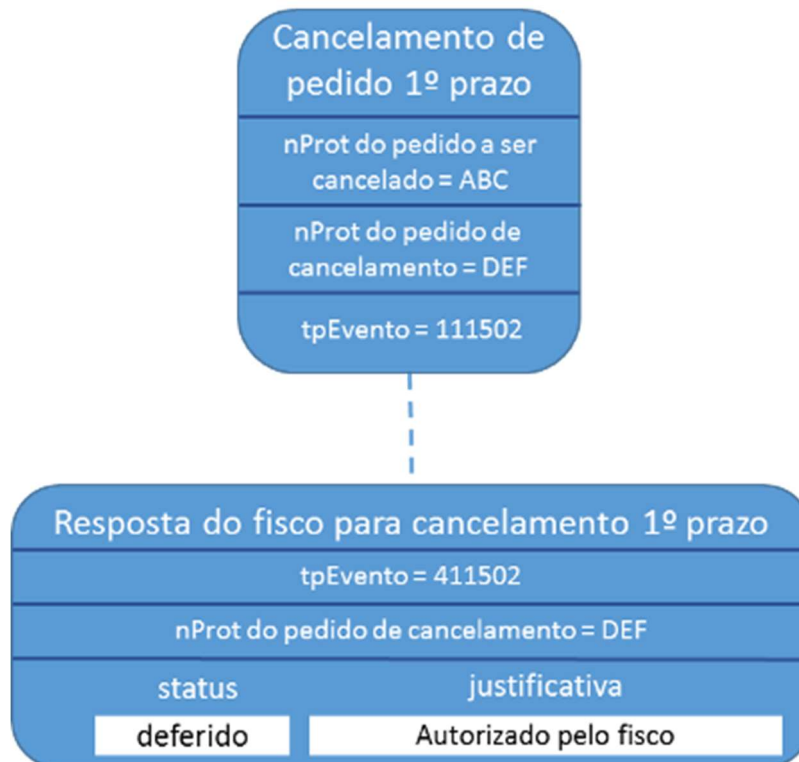 Cancelamento de
pedido 1º prazo
nProt do pedido a ser
cancelado = ABC
nProt do pedido de
cancelamento = DEF
tpEvento = 111502
Resposta do fisco para cancelamento 1º prazo
tpEvento = 411502
nProt do pedido de cancelamento = DEF
status justificativa
deferido Autorizado pelo fisco